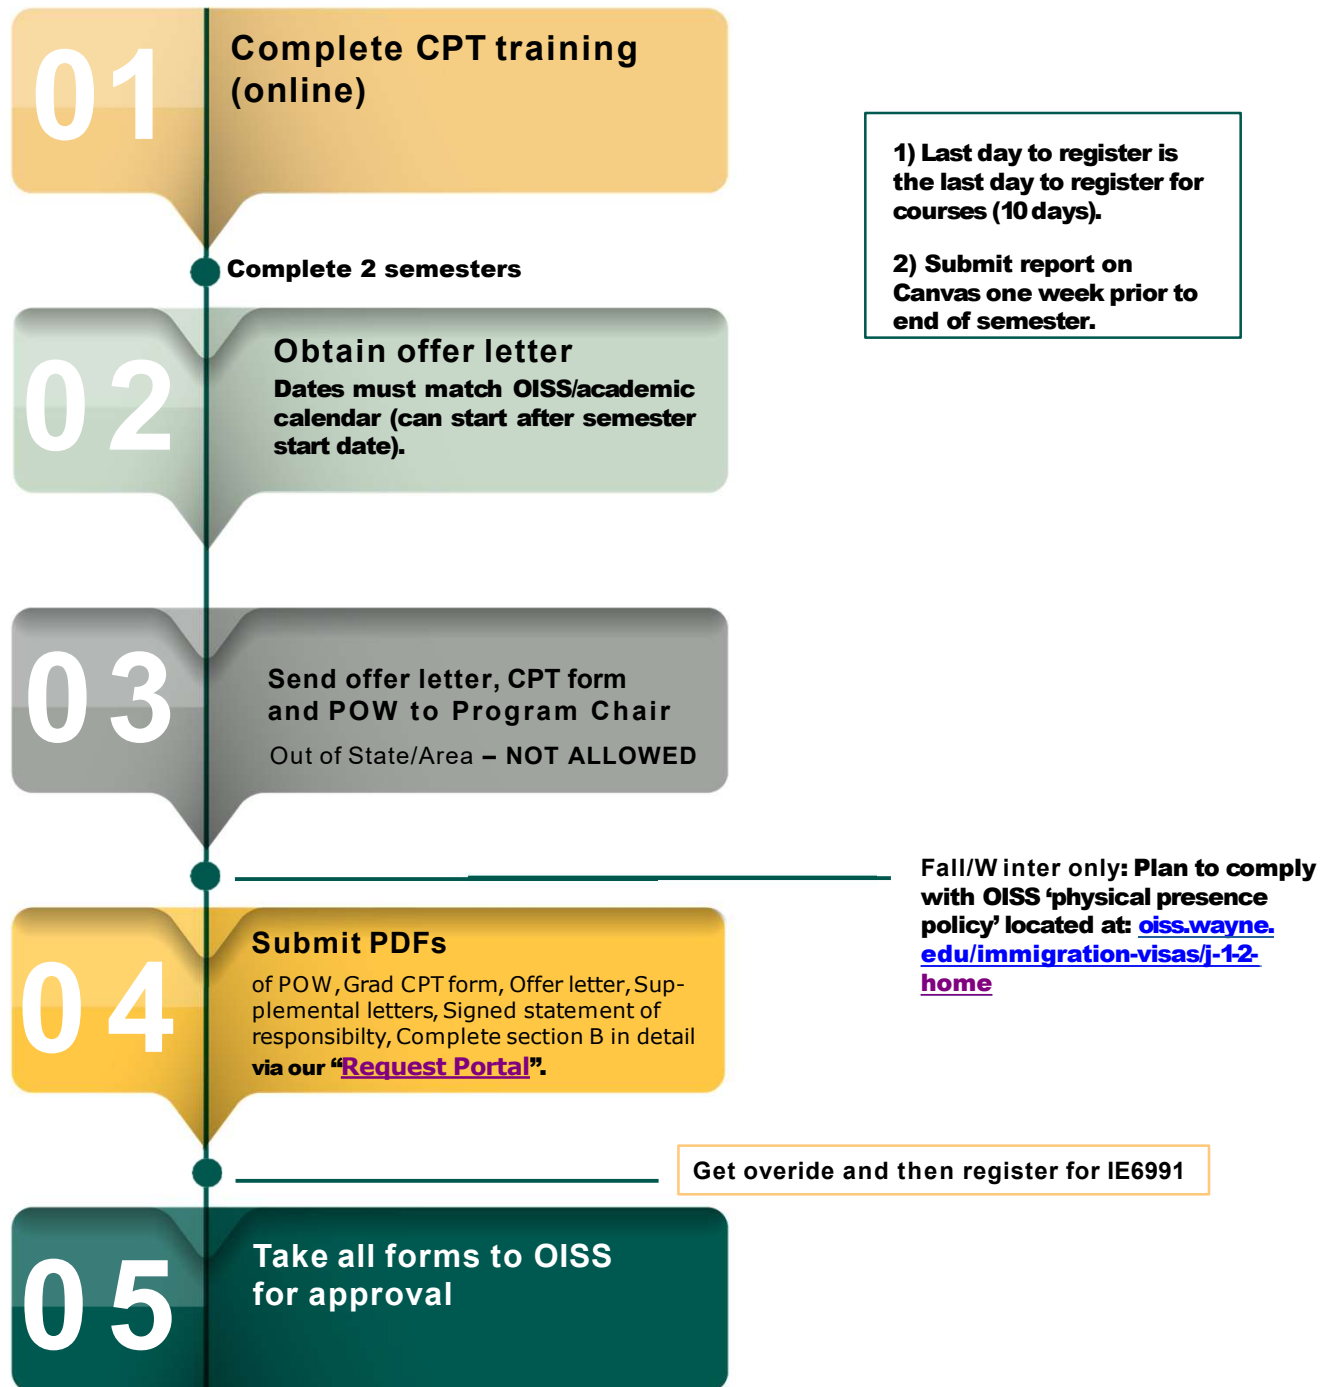 01
Complete CPT training
(online)
1) Last day to register is
the last day to register for
courses (10 days).
2) Submit report on
Canvas one week prior to
end of semester.
Complete 2 semesters
02
Obtain offer letter
Dates must match OISS/academic
calendar (can start after semester
start date).
03
Send offer letter, CPT form
and POW to Program Chair
Out of State/Area – NOT ALLOWED
Fall/Winter only: Plan to comply
with OISS ‘physical presence
policy’ located at: oiss.wayne.
edu/immigration-visas/j-1-2-
home
04
Submit PDFs
of POW, Grad CPT form, Offer letter, Sup-
plemental letters, Signed statement of
responsibilty, Complete section B in detail
via our “Request Portal”.
Get overide and then register for IE6991
05
Take all forms to OISS
for approval